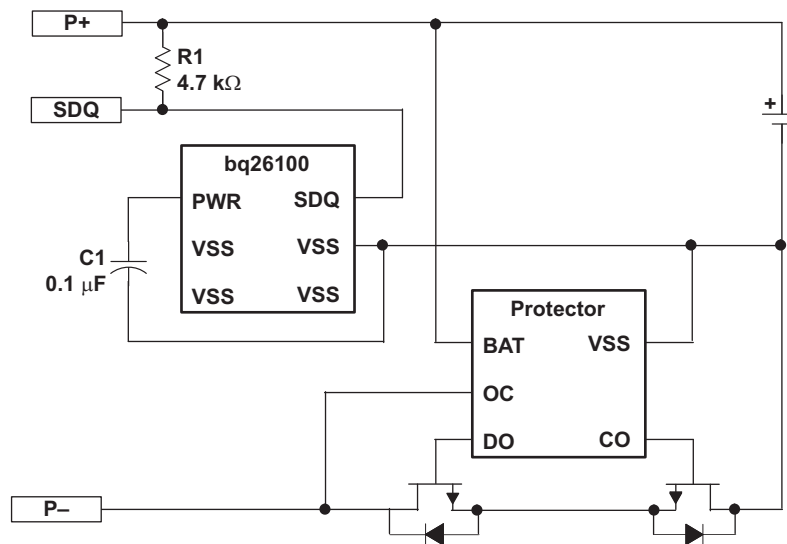 P+
R1
4.7 kΩ
SDQ
+
bq26100
PWR SDQ
C1
0.1 μF
VSS VSS
VSS VSS
Protector
BAT VSS
OC
DO CO
P–